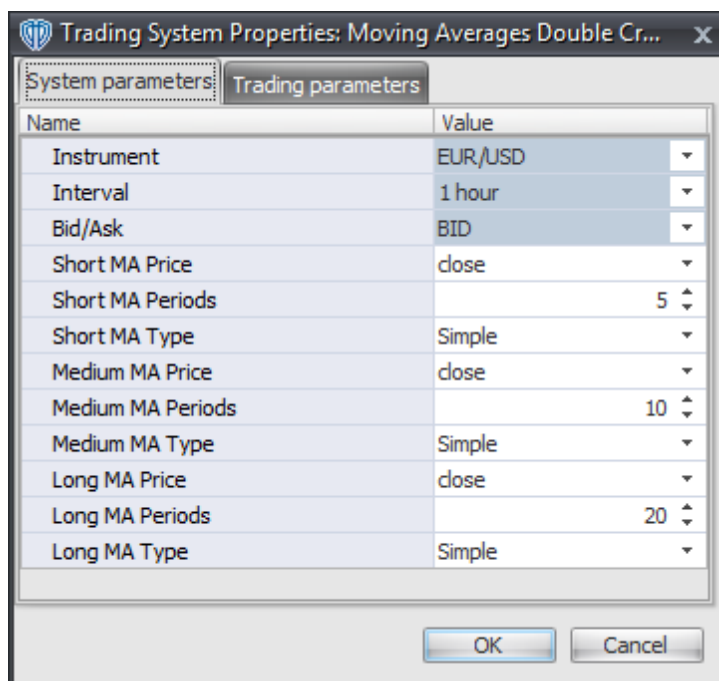 Trading System Properties: Moving Averages Double Cr... x
System parameters Trading parameters
Name Value
Instrument EUR/USD
Interval 1 hour
Bid/Ask BID
Short MA Price close
Short MA Periods 5
Short MA Type Simple
Medium MA Price close
Medium MA Periods 10
Medium MA Type Simple
Long MA Price close
Long MA Periods 20
Long MA Type Simple
OK Cancel